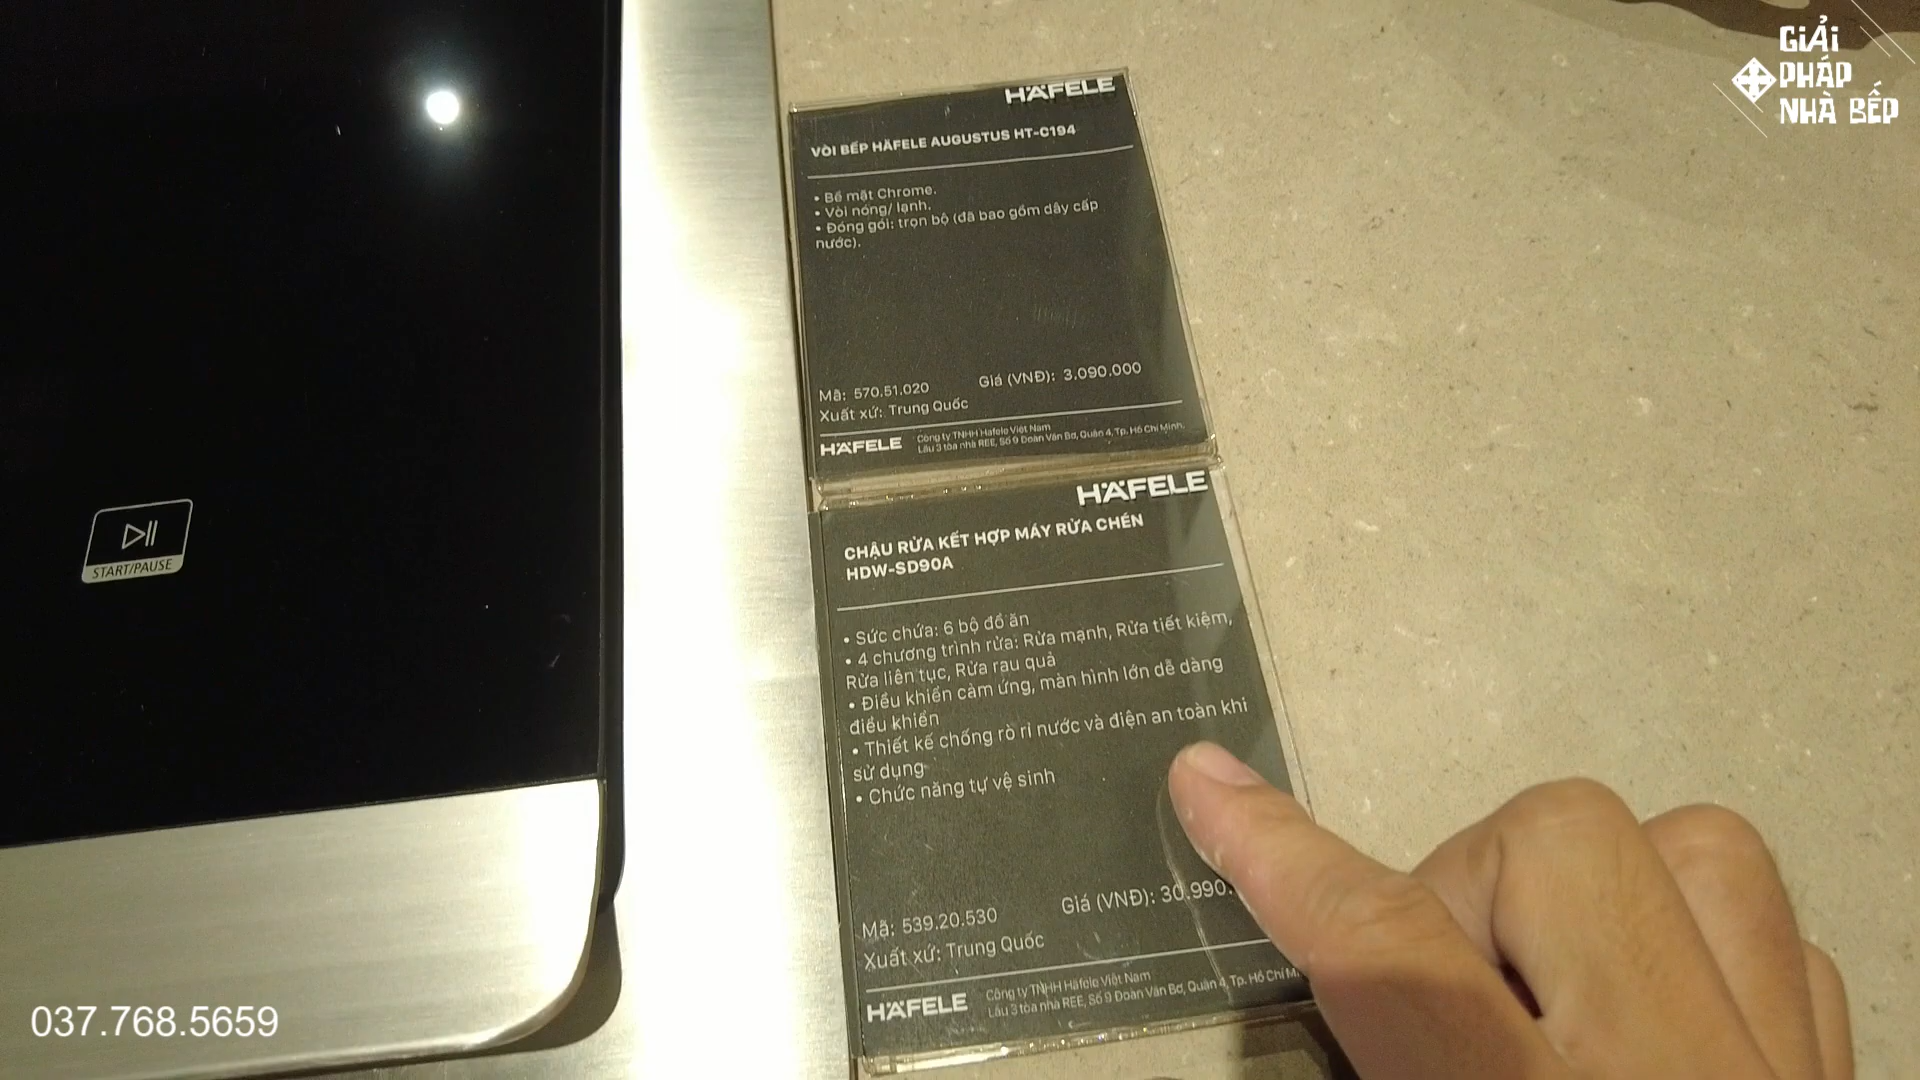 GIẢI
PHÁP
NHÀ BẾP
HÄFELE
VÒI BẾP HÄFELE AUGUSTUS HT-C194
• Bề mặt Chrome.
• Vòi nóng/ lạnh.
• Đóng gói: trọn bộ (đã bao gồm dây cấp
nước).
Mã: 570.51.020 Giá (VNĐ): 3.090.000
Xuất xứ: Trung Quốc
HÄFELE
Công ty TNHH Häfele Việt Nam
Lầu 3 tòa nhà REE, Số 9 Đoàn Văn Bơ, Quận 4, Tp. Hồ Chí Minh.
START/PAUSE
HÄFELE
CHẬU RỬA KẾT HỢP MÁY RỬA CHÉN
HDW-SD90A
• Sức chứa: 6 bộ đồ ăn
• 4 chương trình rửa: Rửa mạnh, Rửa tiết kiệm,
Rửa liên tục, Rửa rau quả
• Điều khiển cảm ứng, màn hình lớn dễ dàng
điều khiển
• Thiết kế chống rò rỉ nước và điện an toàn khi
sử dụng
• Chức năng tự vệ sinh
Mã: 539.20.530 Giá (VNĐ): 30.990.
Xuất xứ: Trung Quốc
HÄFELE
Công ty TNHH Häfele Việt Nam
Lầu 3 tòa nhà REE, Số 9 Đoàn Văn Bơ, Quận 4, Tp. Hồ Chí M
037.768.5659